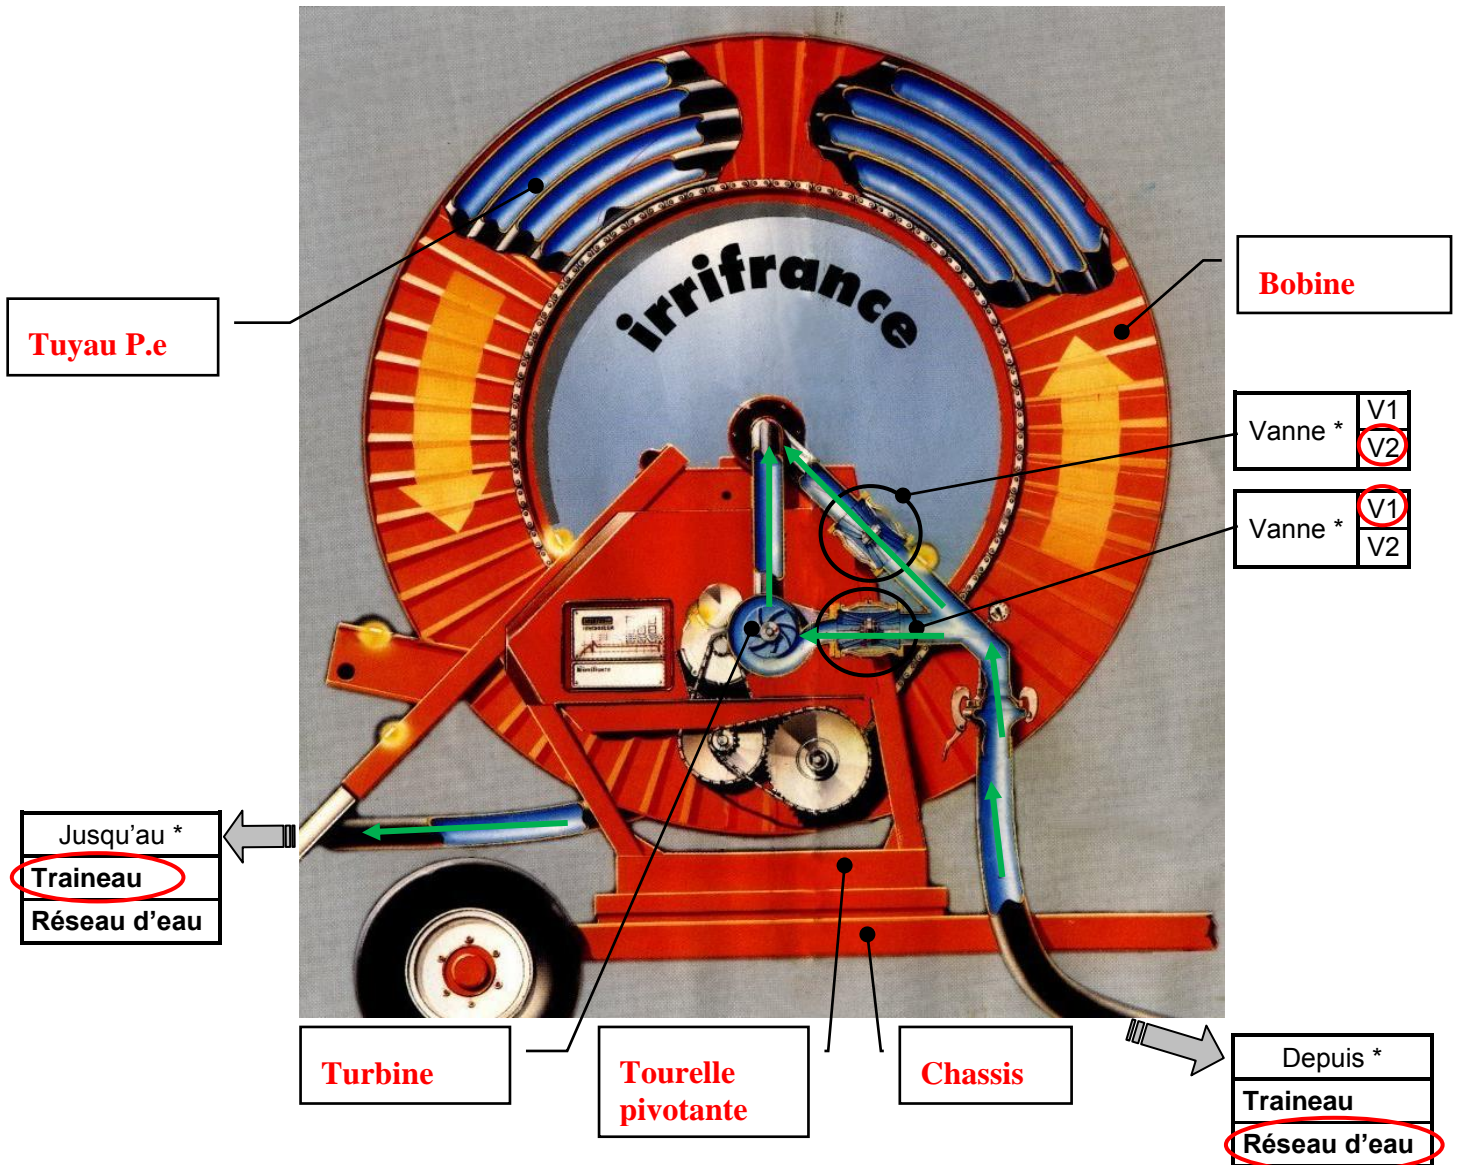 irrifrance
Tuyau P.e
Bobine
Vanne *
V1
V2
Vanne *
V1
V2
Jusqu'au *
Traineau
Réseau d'eau
Turbine
Tourelle
pivotante
Chassis
Depuis *
Traineau
Réseau d'eau